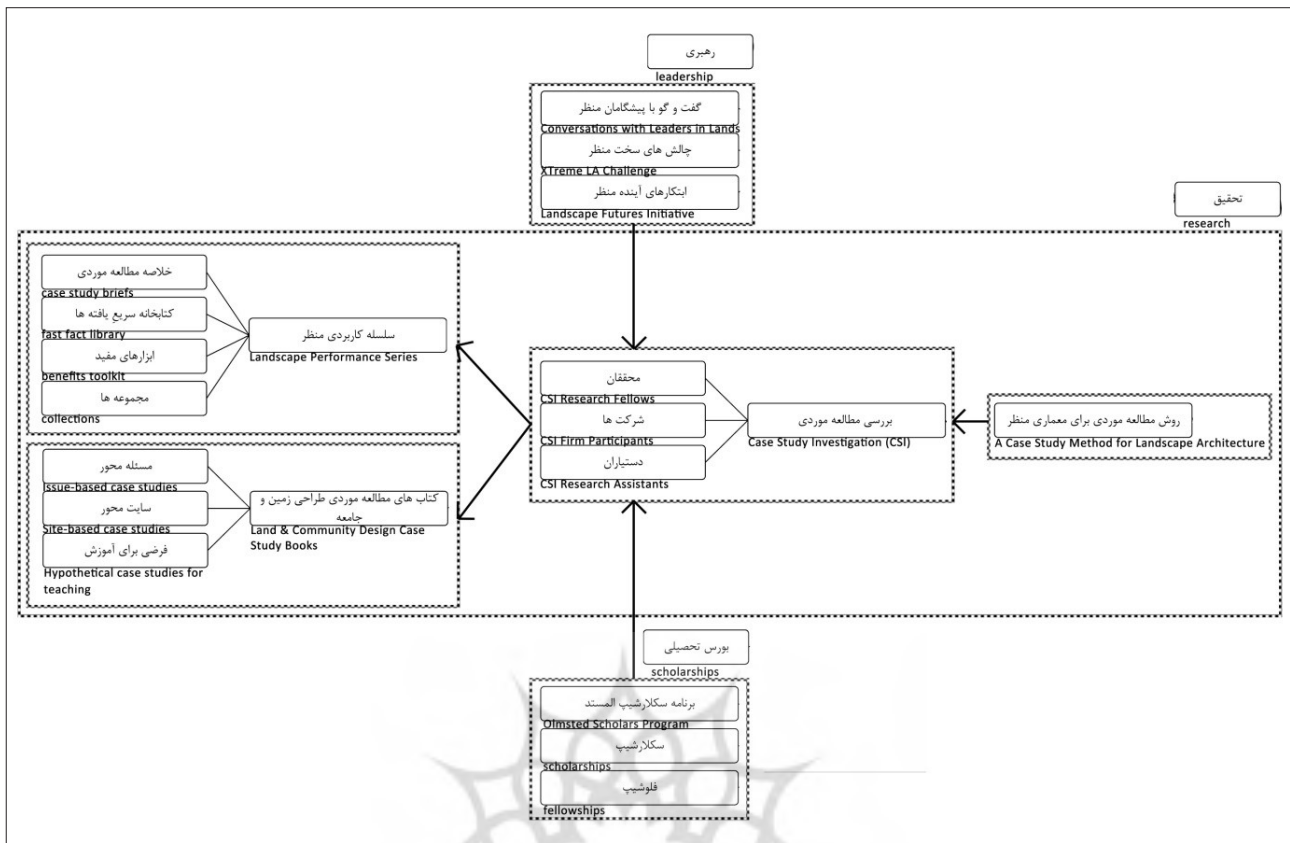 رهبری
leadership
گفت و گو با پیشگامان منظر
Conversations with Leaders in Lands
چالش های سخت منظر
XTreme LA Challenge
ابتکارهای آینده منظر
Landscape Futures Initiative
تحقیق
research
خلاصه مطالعه موردی
case study briefs
کتابخانه سریعِ یافته ها
fast fact library
ابزارهای مفید
benefits toolkit
مجموعه ها
collections
سلسله کاربردی منظر
Landscape Performance Series
مسئله محور
Issue-based case studies
سایت محور
Site-based case studies
فرضی برای آموزش
Hypothetical case studies for
teaching
کتاب های مطالعه موردی طراحی زمین و
جامعه
Land & Community Design Case
Study Books
محققان
CSI Research Fellows
شرکت ها
CSI Firm Participants
دستیاران
CSI Research Assistants
بررسی مطالعه موردی
Case Study Investigation (CSI)
روش مطالعه موردی برای معماری منظر
A Case Study Method for Landscape Architecture
بورس تحصیلی
scholarships
برنامه سکلارشیپ المستد
Olmsted Scholars Program
سکلارشیپ
scholarships
فلوشیپ
fellowships